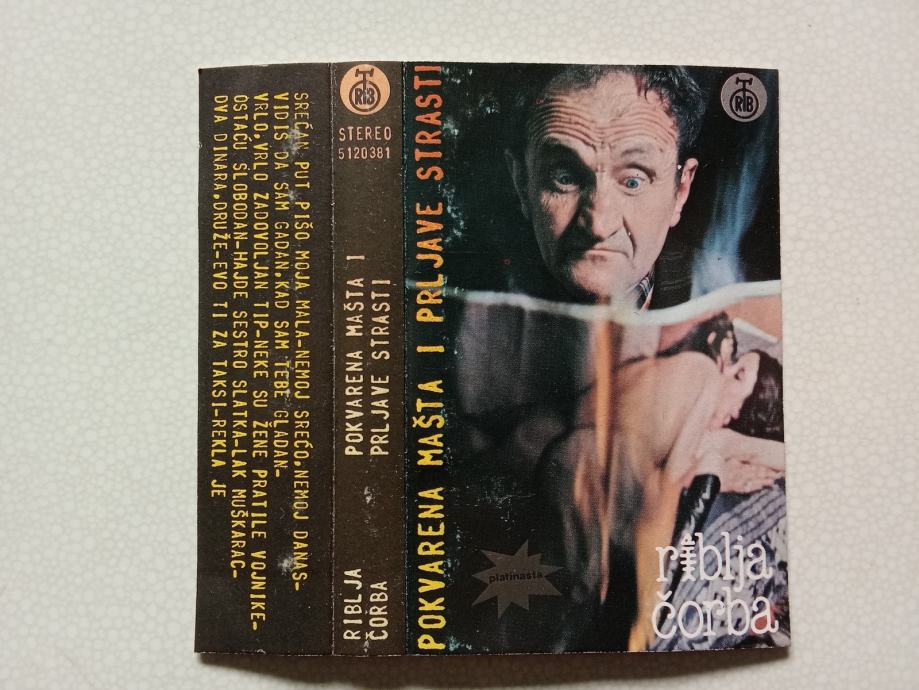 SREĆAN PUT PIŠO MOJA MALA-NEMOJ SREĆO,NEMOJ DANAS-
VIDIŠ DA SAM GADAN,KAD SAM TEBE GLADAN-
VRLO,VRLO ZADOVOLJAN TIP-NEKE SU ŽENE PRATILE VOJNIKE-
OSTAĆU SLOBODAN-HAJDE SESTRO SLATKA-LAK MUŠKARAC-
DVA DINARA,DRUŽE-EVO TI ZA TAKSI-REKLA JE
RTB
STEREO
5120381
POKVARENA MAŠTA I
PRLJAVE STRASTI
RIBLJA
ČORBA
POKVARENA MAŠTA I PRLJAVE STRASTI
RTB
platinasta
riblja
čorba